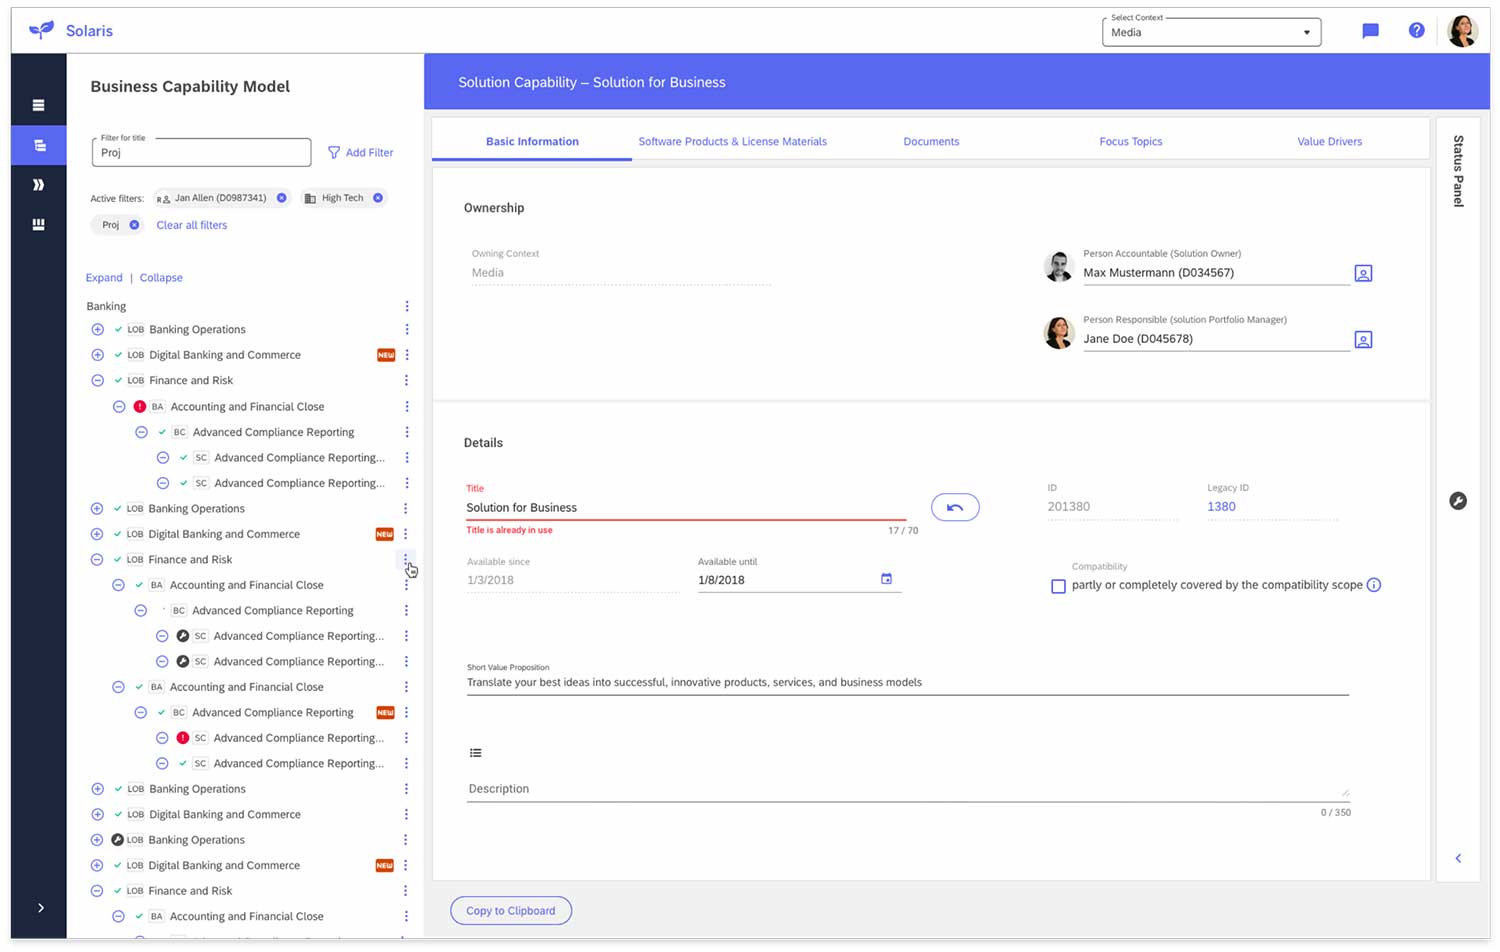 Solaris
Select Context
Media
Business Capability Model
Filter for title
Proj
Add Filter
Active filters:
Jan Allen (D0987341)
High Tech
Proj
Clear all filters
Expand | Collapse
Banking
LOB Banking Operations
LOB Digital Banking and Commerce NEW
LOB Finance and Risk
! BA Accounting and Financial Close
BC Advanced Compliance Reporting
SC Advanced Compliance Reporting...
SC Advanced Compliance Reporting...
LOB Banking Operations
LOB Digital Banking and Commerce NEW
LOB Finance and Risk
BA Accounting and Financial Close
BC Advanced Compliance Reporting
SC Advanced Compliance Reporting...
SC Advanced Compliance Reporting...
BA Accounting and Financial Close
BC Advanced Compliance Reporting NEW
! SC Advanced Compliance Reporting...
SC Advanced Compliance Reporting...
LOB Banking Operations
LOB Digital Banking and Commerce
LOB Banking Operations
LOB Digital Banking and Commerce NEW
LOB Finance and Risk
BA Accounting and Financial Close
Solution Capability – Solution for Business
Basic Information
Software Products & License Materials
Documents
Focus Topics
Value Drivers
Ownership
Owning Context
Media
Person Accountable (Solution Owner)
Max Mustermann (D034567)
Person Responsible (solution Portfolio Manager)
Jane Doe (D045678)
Details
Title
Solution for Business
Title is already in use
17 / 70
ID
201380
Legacy ID
1380
Available since
1/3/2018
Available until
1/8/2018
Compatibility
partly or completely covered by the compatibility scope
Short Value Proposition
Translate your best ideas into successful, innovative products, services, and business models
Description
0 / 350
Copy to Clipboard
Status Panel